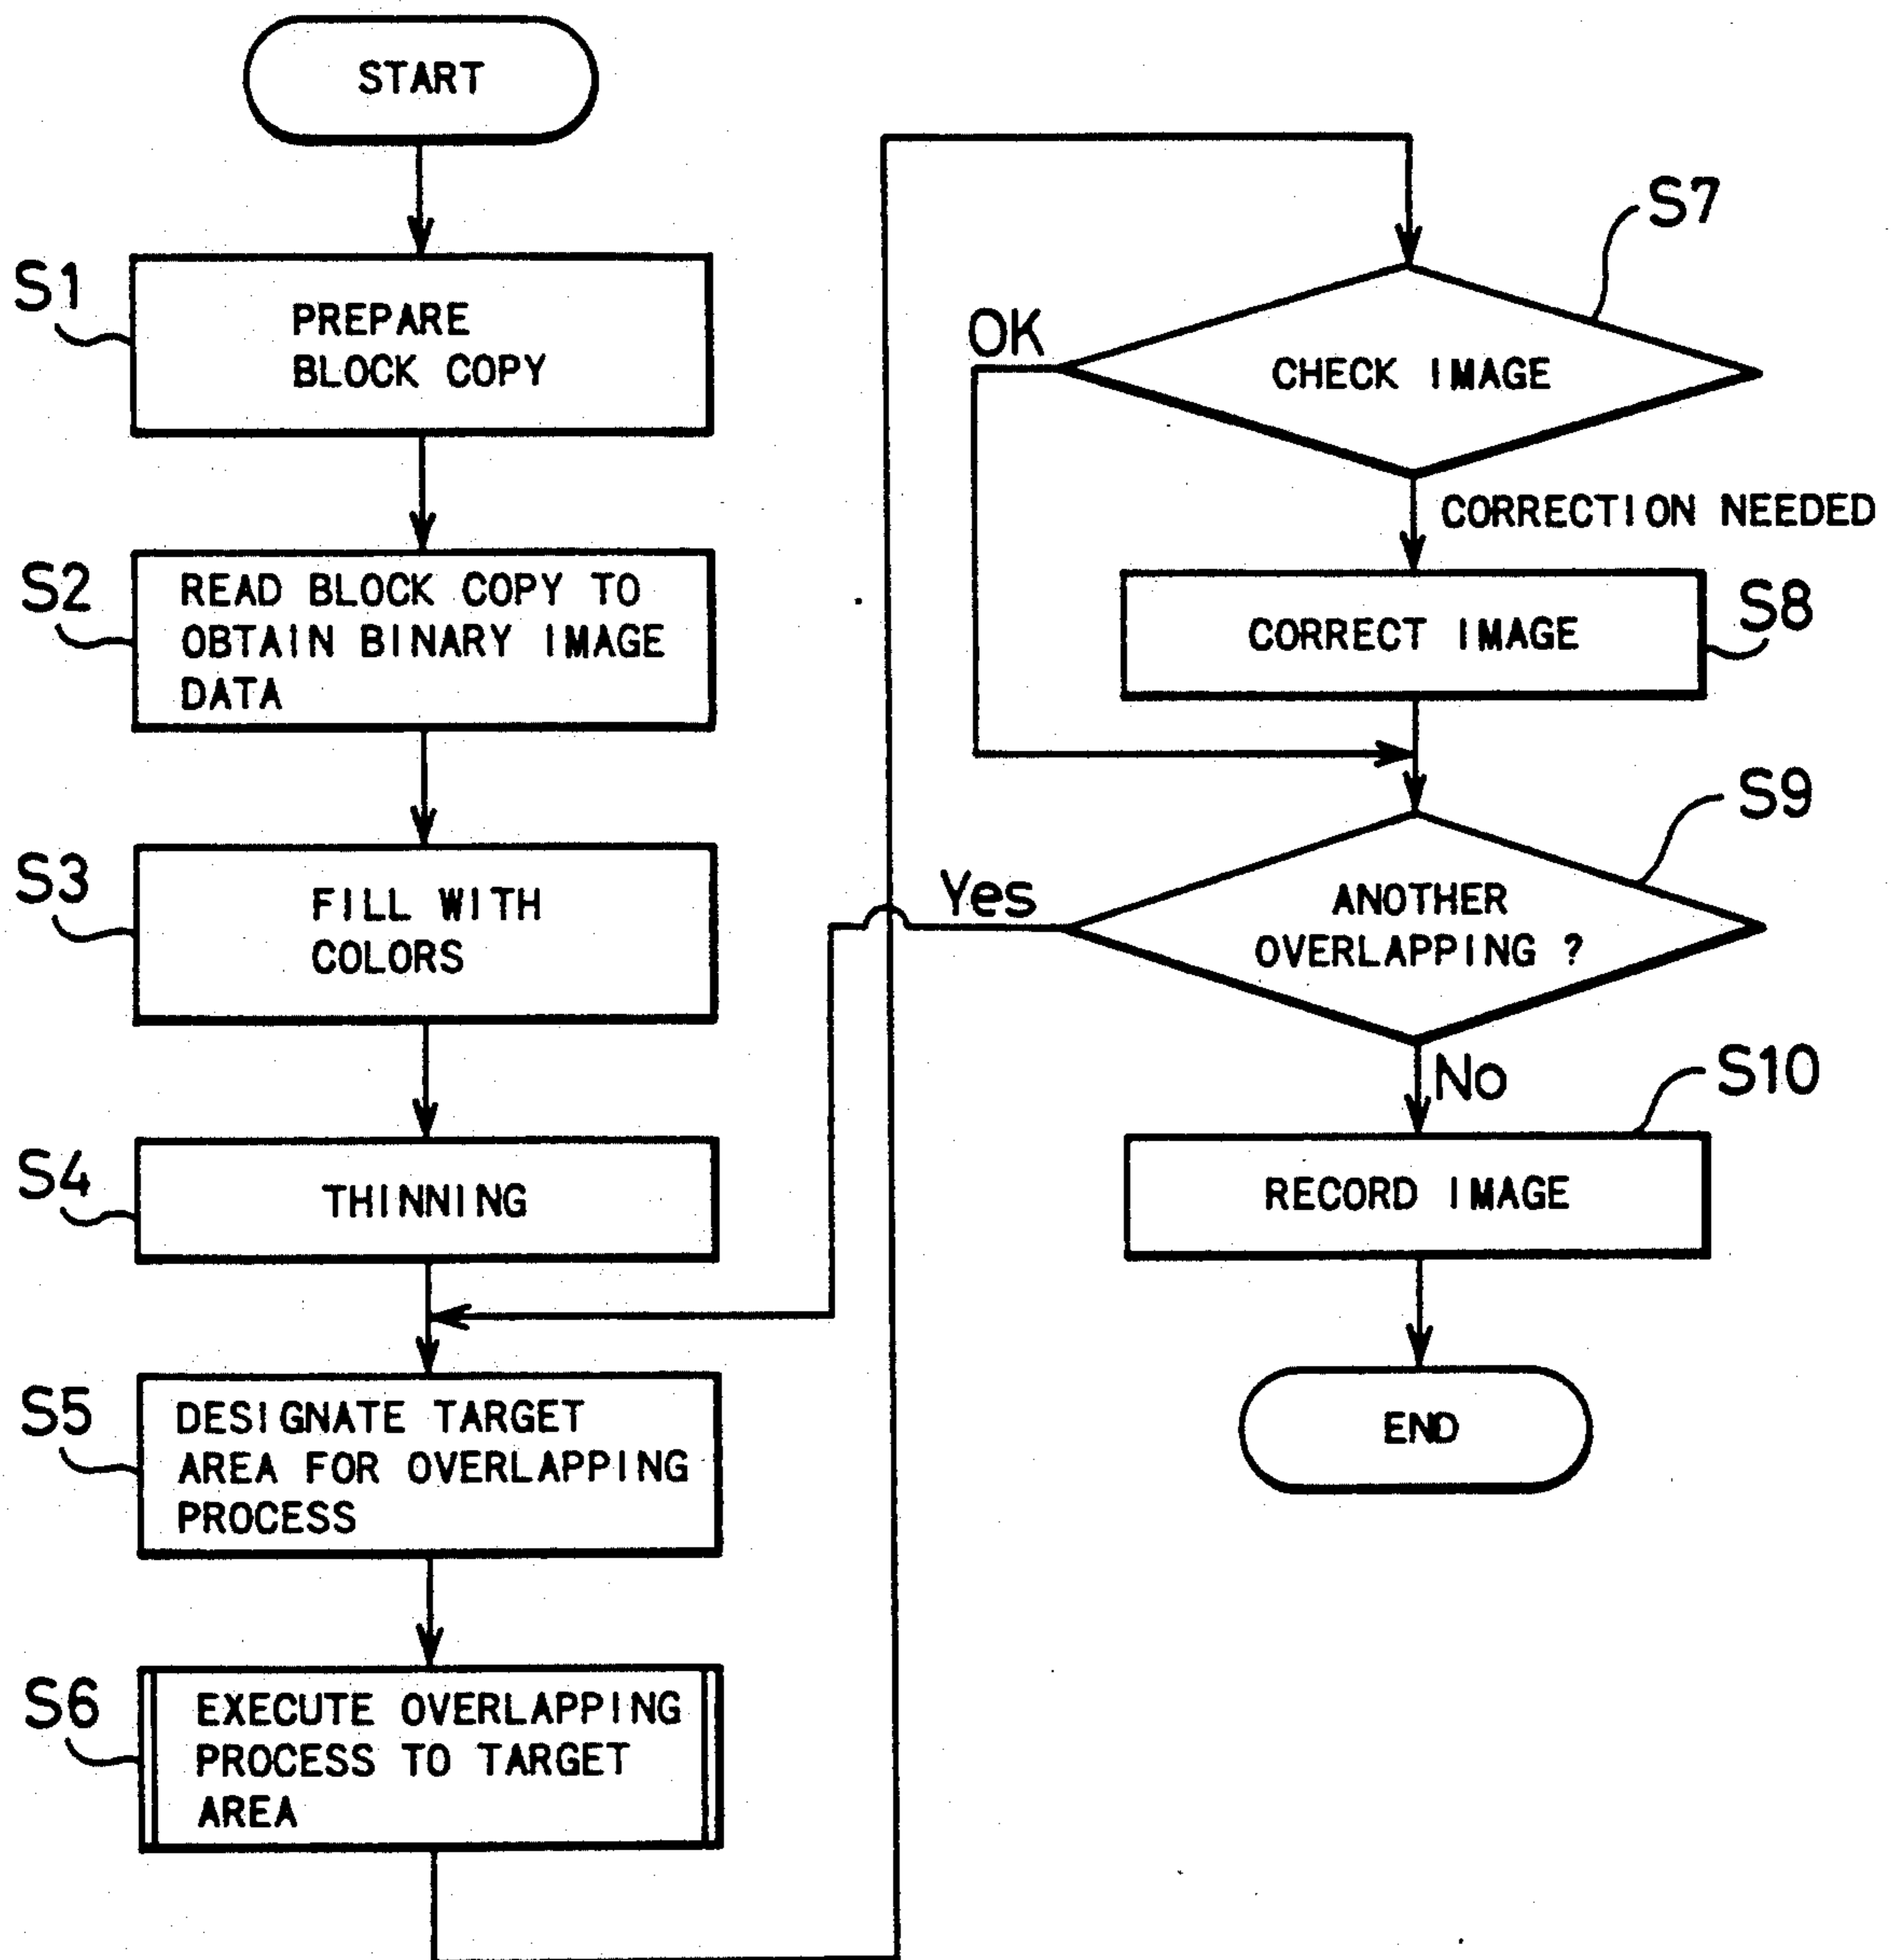 START
S1
PREPARE
BLOCK COPY
S2
READ BLOCK COPY TO
OBTAIN BINARY IMAGE
DATA
S3
FILL WITH
COLORS
S4
THINNING
S5
DESIGNATE TARGET
AREA FOR OVERLAPPING
PROCESS
S6
EXECUTE OVERLAPPING
PROCESS TO TARGET
AREA
S7
OK
CHECK IMAGE
CORRECTION NEEDED
S8
CORRECT IMAGE
S9
Yes
ANOTHER
OVERLAPPING ?
No
S10
RECORD IMAGE
END